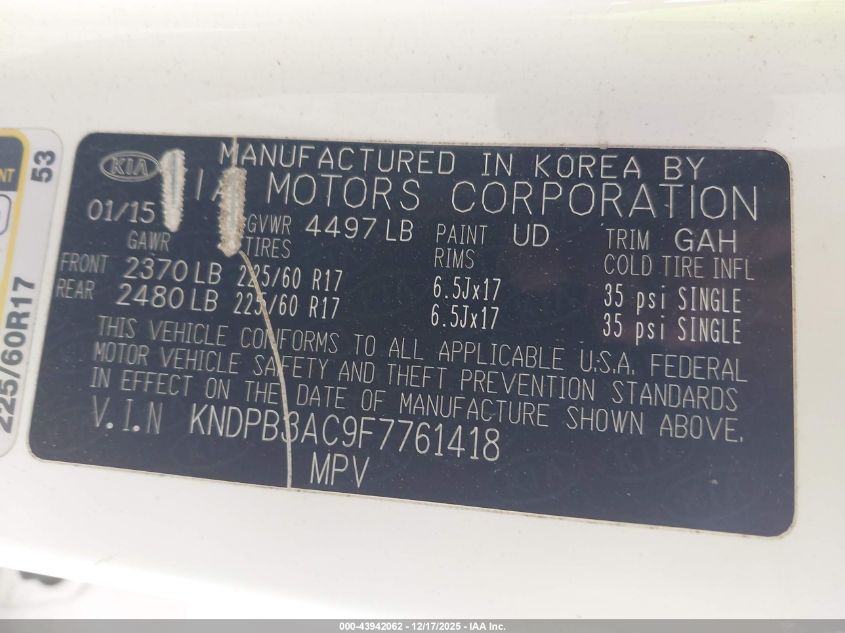 KIA
MANUFACTURED IN KOREA BY
MOTORS CORPORATION
01/15
GVWR 4497 LB PAINT UD TRIM GAH
GAWR TIRES RIMS COLD TIRE INFL
FRONT 2370 LB 225/60 R17 6.5Jx17 35 psi SINGLE
REAR 2480 LB 225/60 R17 6.5Jx17 35 psi SINGLE
THIS VEHICLE CONFORMS TO ALL APPLICABLE U.S.A. FEDERAL
MOTOR VEHICLE SAFETY AND THEFT PREVENTION STANDARDS
IN EFFECT ON THE DATE OF MANUFACTURE SHOWN ABOVE.
V.I.N KNDPB3AC9F7761418
MPV
53
225/60R17
000-43942062 - 12/17/2025 - IAA Inc.